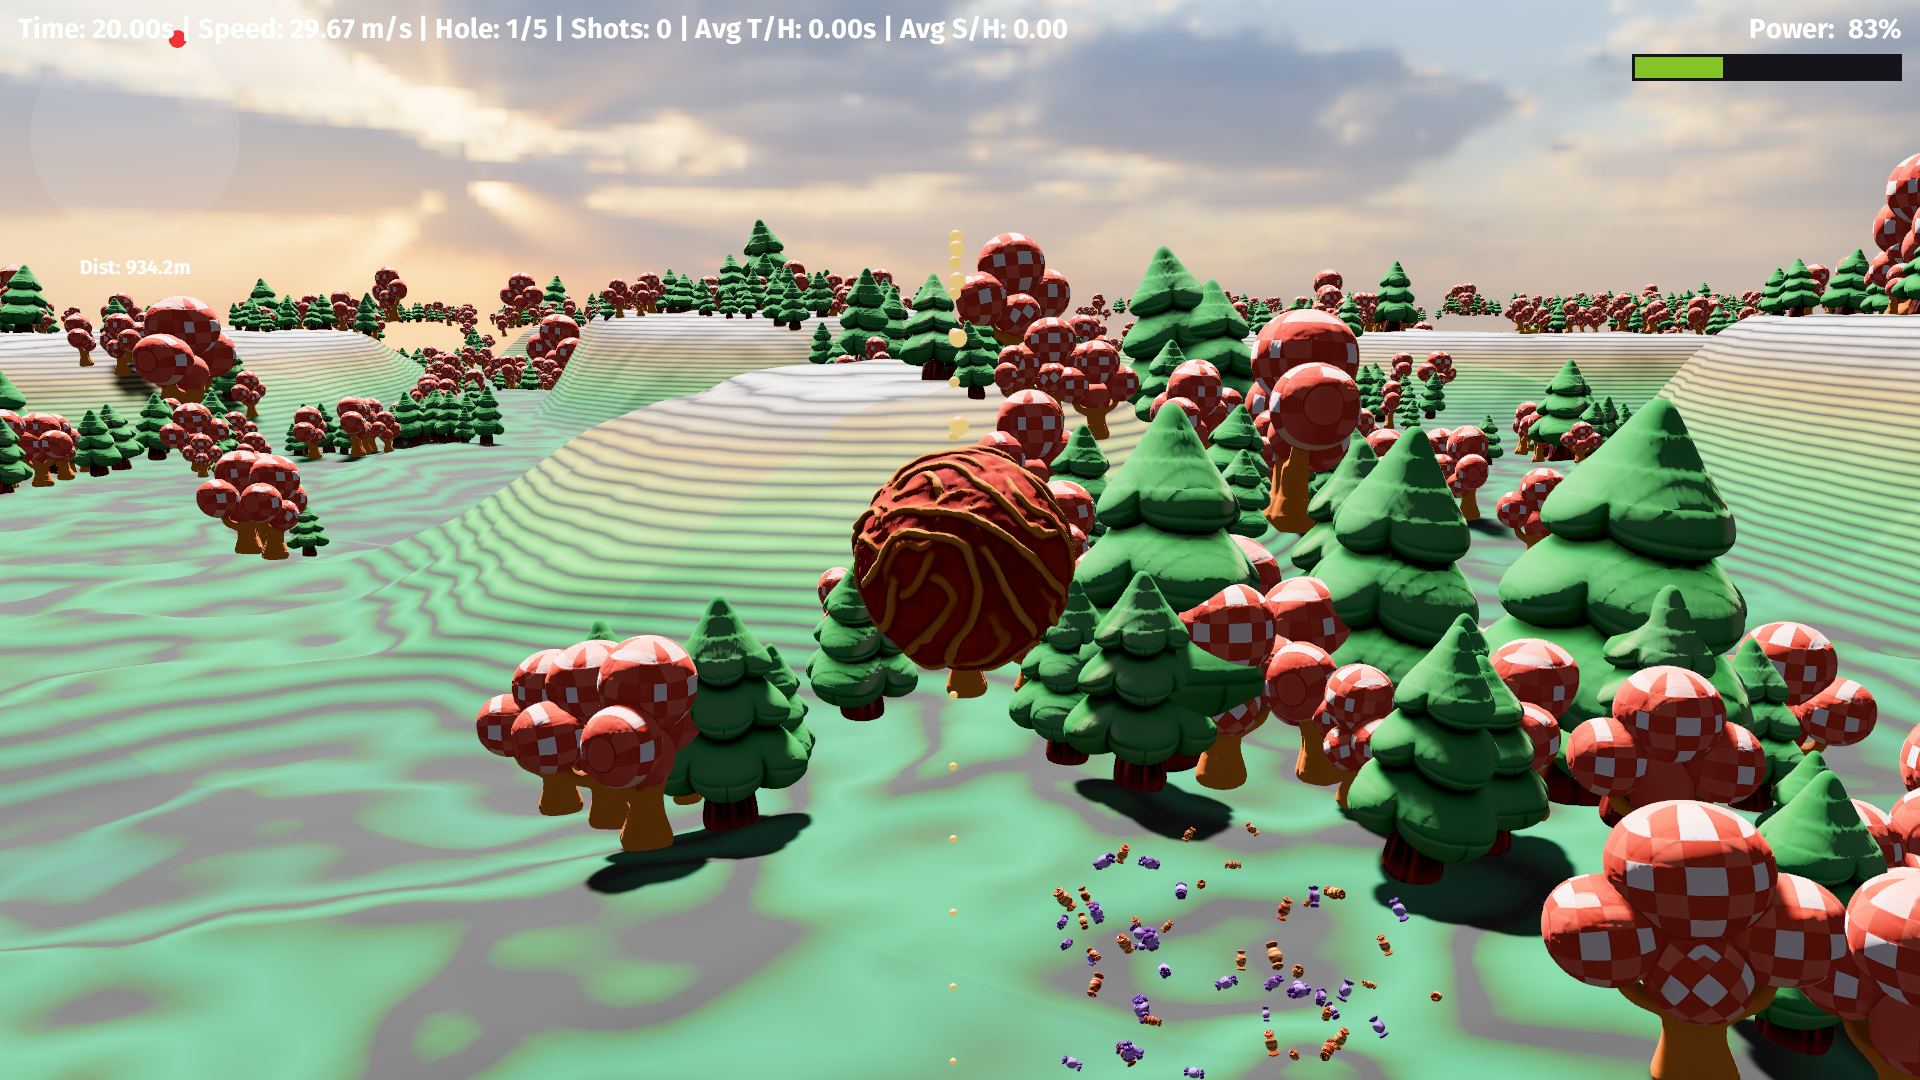 Time: 20.00s | Speed: 29.67 m/s | Hole: 1/5 | Shots: 0 | Avg T/H: 0.00s | Avg S/H: 0.00
Power: 83%
Dist: 934.2m